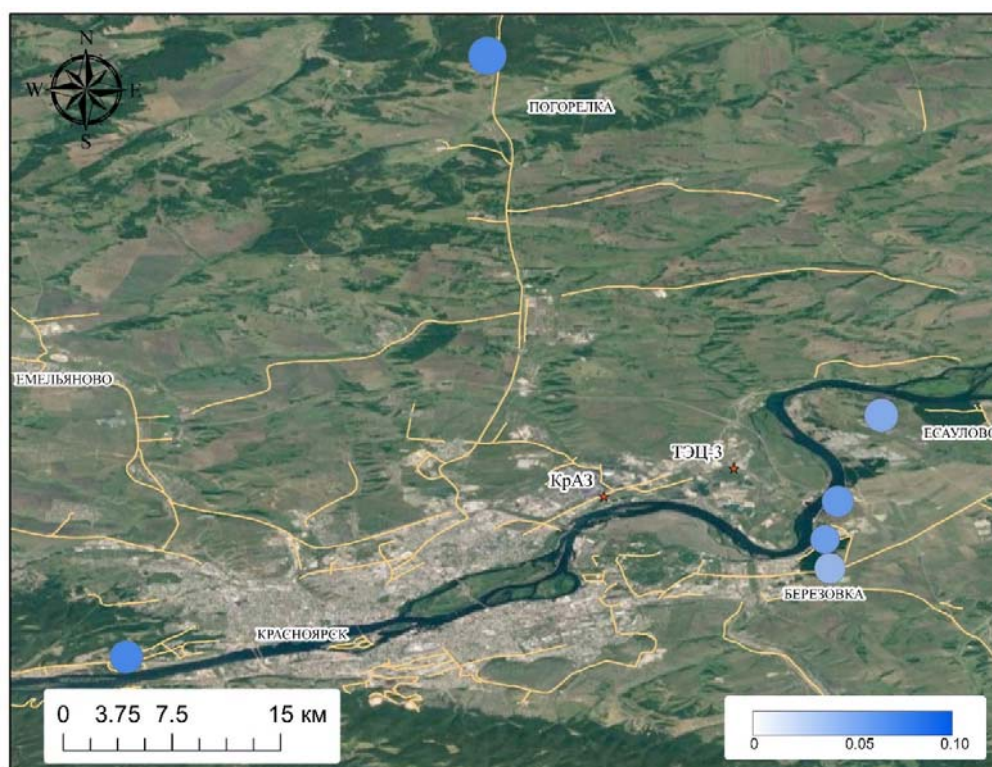 N
W
E
S
ПОГОРЕЛКА
ЕМЕЛЬЯНОВО
ЕСАУЛОВО
ТЭЦ-3
КрАЗ
БЕРЕЗОВКА
КРАСНОЯРСК
0 3.75 7.5 15 км
0 0.05 0.10